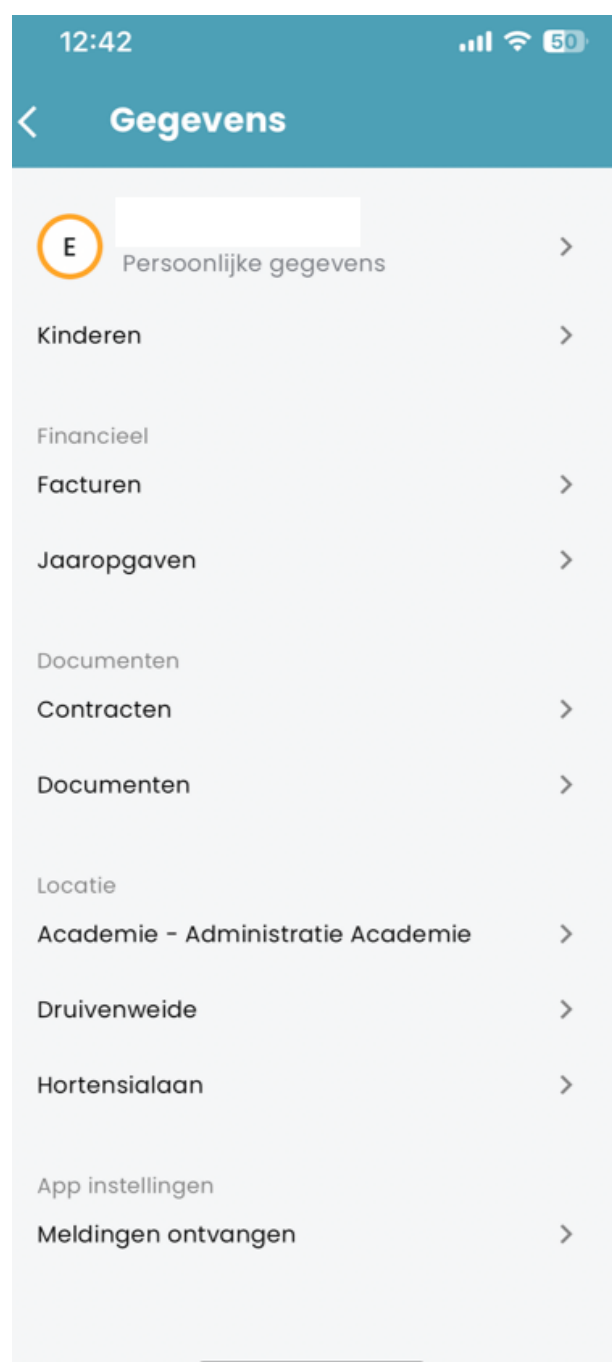 12:42
50
Gegevens
E
Persoonlijke gegevens
Kinderen
Financieel
Facturen
Jaaropgaven
Documenten
Contracten
Documenten
Locatie
Academie - Administratie Academie
Druivenweide
Hortensialaan
App instellingen
Meldingen ontvangen